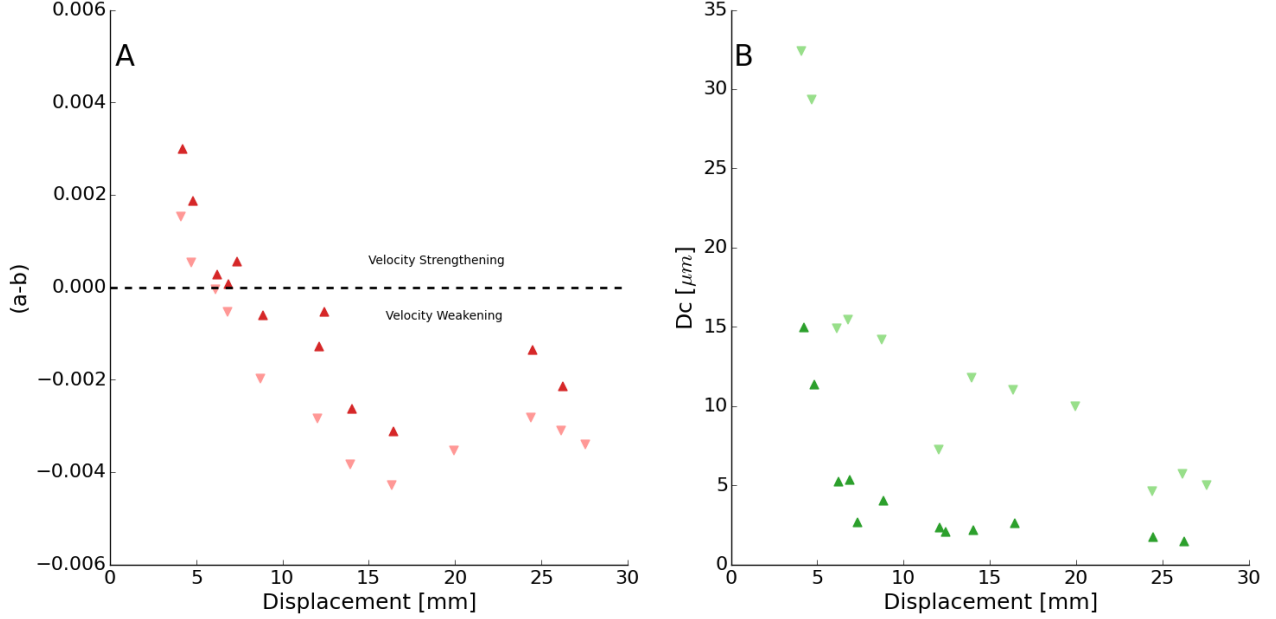 A
0.006
0.004
0.002
0.000
−0.002
−0.004
−0.006
(a-b)
Velocity Strengthening
Velocity Weakening
0 5 10 15 20 25 30
Displacement [mm]
B
35
30
25
20
15
10
5
0
Dc [μm]
0 5 10 15 20 25 30
Displacement [mm]